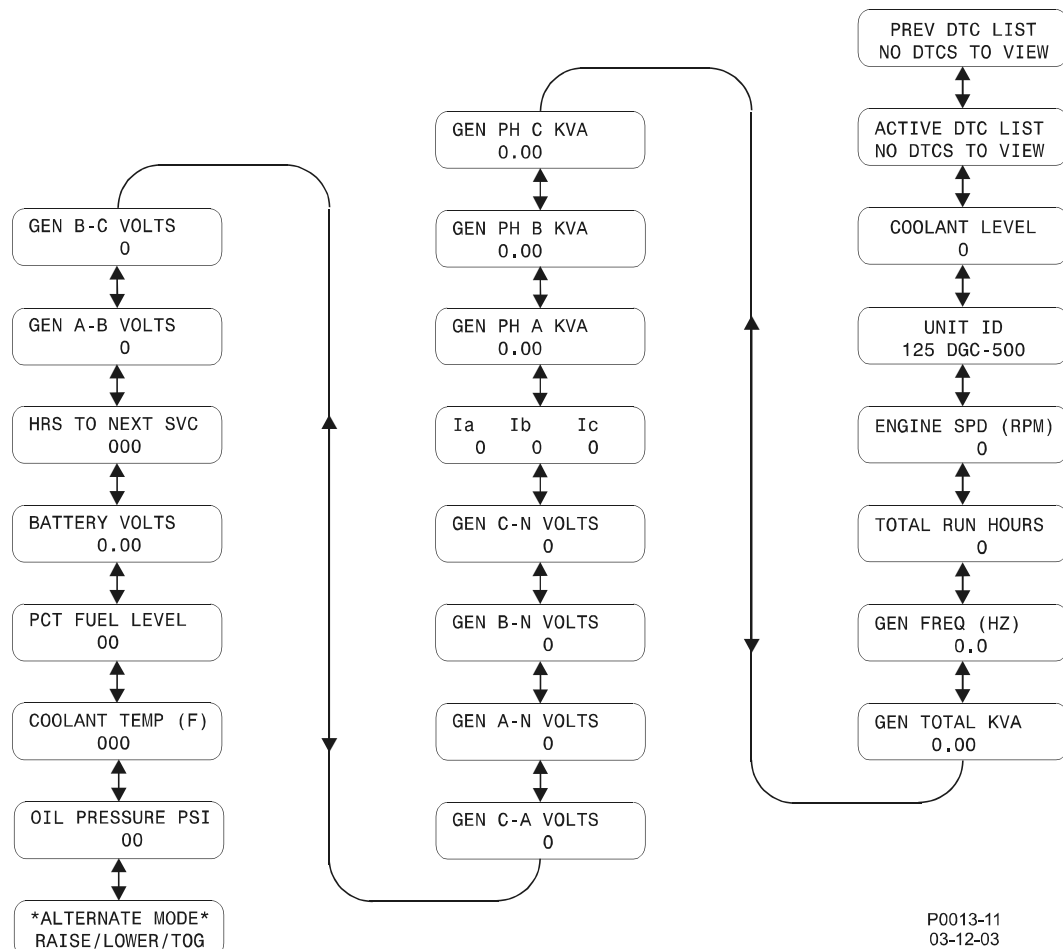 GEN B-C VOLTS
0
GEN A-B VOLTS
0
HRS TO NEXT SVC
000
BATTERY VOLTS
0.00
PCT FUEL LEVEL
00
COOLANT TEMP (F)
000
OIL PRESSURE PSI
00
*ALTERNATE MODE*
RAISE/LOWER/TOG
GEN PH C KVA
0.00
GEN PH B KVA
0.00
GEN PH A KVA
0.00
Ia Ib Ic
0 0 0
GEN C-N VOLTS
0
GEN B-N VOLTS
0
GEN A-N VOLTS
0
GEN C-A VOLTS
0
PREV DTC LIST
NO DTCS TO VIEW
ACTIVE DTC LIST
NO DTCS TO VIEW
COOLANT LEVEL
0
UNIT ID
125 DGC-500
ENGINE SPD (RPM)
0
TOTAL RUN HOURS
0
GEN FREQ (HZ)
0.0
GEN TOTAL KVA
0.00
P0013-11
03-12-03